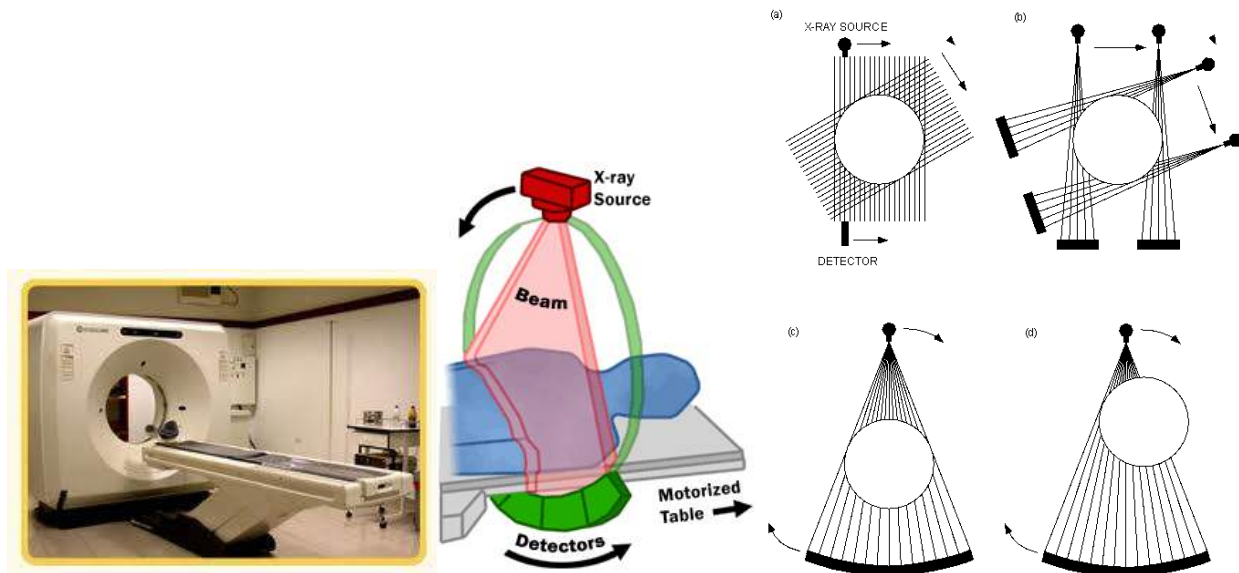 X-ray
Source
Beam
Motorized
Table
Detectors
(a)
X-RAY SOURCE
DETECTOR
(b)
(c)
(d)